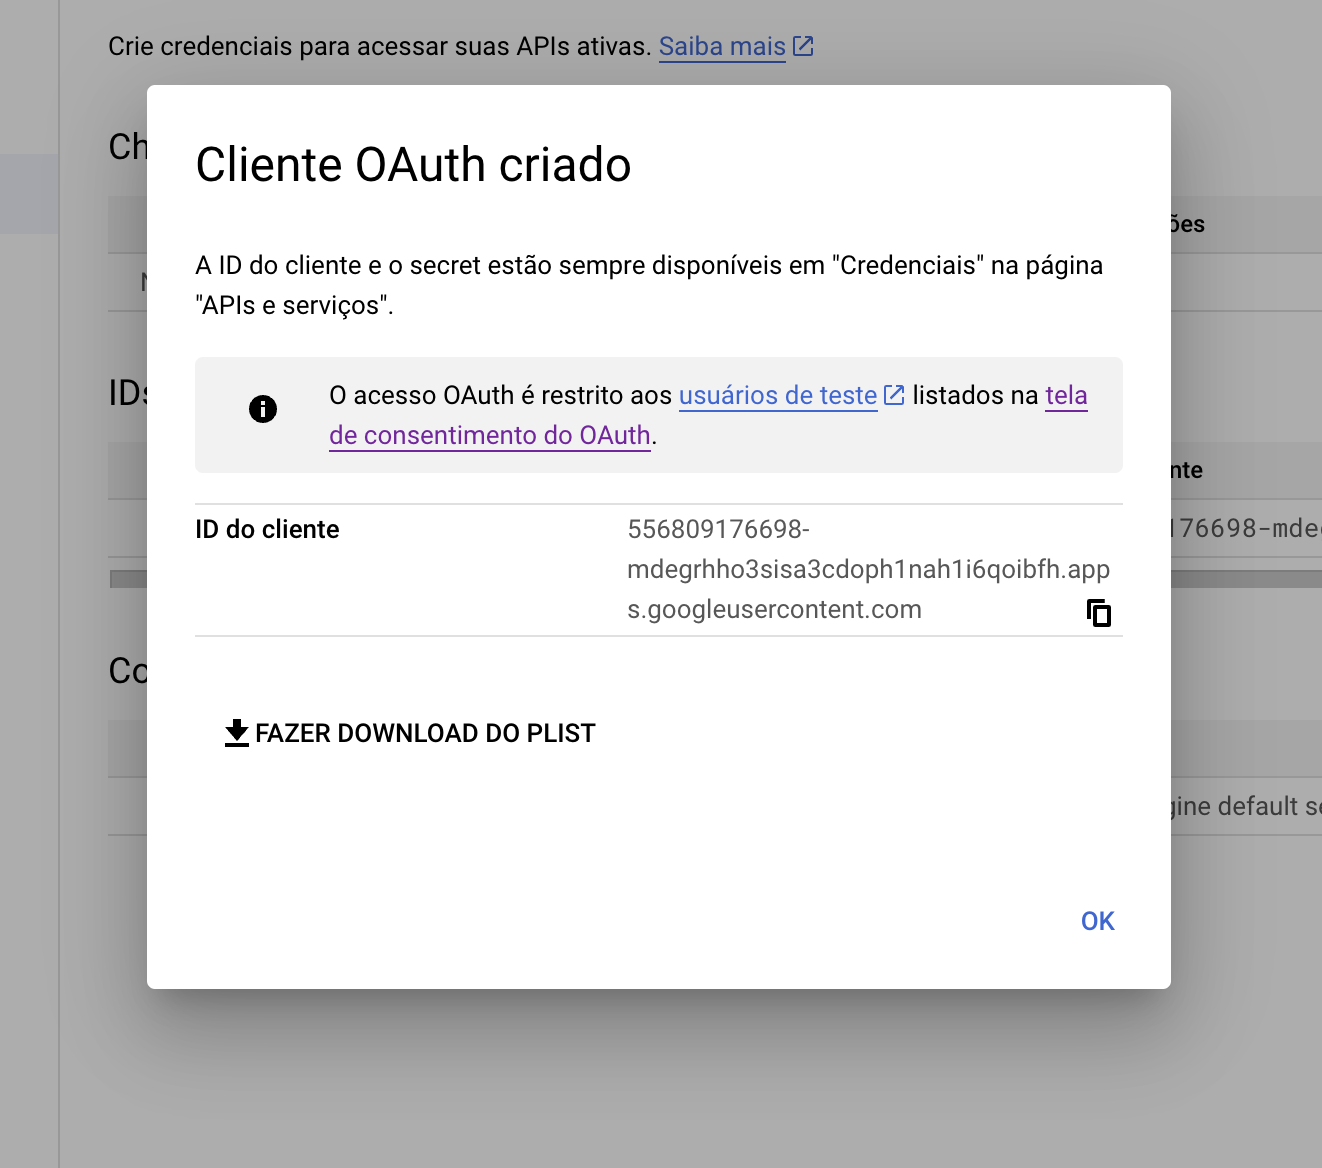 Crie credenciais para acessar suas APIs ativas. Saiba mais
Ch
Cliente OAuth criado
ões
A ID do cliente e o secret estão sempre disponíveis em "Credenciais" na página
"APIs e serviços".
IDs
O acesso OAuth é restrito aos usuários de teste listados na tela
de consentimento do OAuth.
nte
ID do cliente
556809176698-
176698-mde
mdegrhho3sisa3cdoph1nah1i6qoibfh.app
s.googleusercontent.com
Co
FAZER DOWNLOAD DO PLIST
gine default s
OK